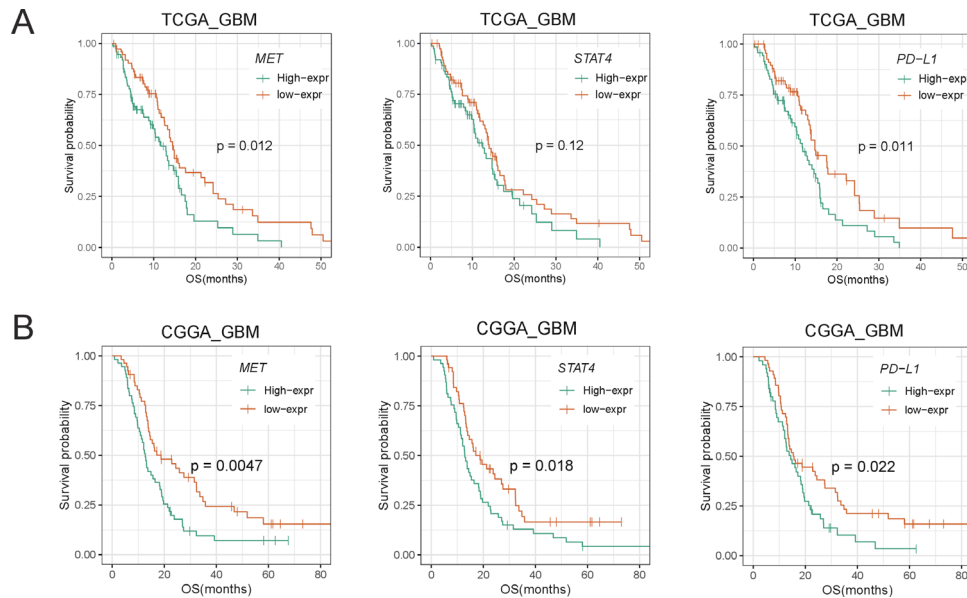 A
TCGA_GBM
Survival probability
1.00
0.75
0.50
0.25
0.00
MET
High-expr
low-expr
p = 0.012
0 10 20 30 40 50
OS(months)
TCGA_GBM
Survival probability
1.00
0.75
0.50
0.25
0.00
STAT4
High-expr
low-expr
p = 0.12
0 10 20 30 40 50
OS(months)
TCGA_GBM
Survival probability
1.00
0.75
0.50
0.25
0.00
PD-L1
High-expr
low-expr
p = 0.011
0 10 20 30 40 50
OS(months)
B
CGGA_GBM
Survival probability
1.00
0.75
0.50
0.25
0.00
MET
High-expr
low-expr
p = 0.0047
0 20 40 60 80
OS(months)
CGGA_GBM
Survival probability
1.00
0.75
0.50
0.25
0.00
STAT4
High-expr
low-expr
p = 0.018
0 20 40 60 80
OS(months)
CGGA_GBM
Survival probability
1.00
0.75
0.50
0.25
0.00
PD-L1
High-expr
low-expr
p = 0.022
0 20 40 60 80
OS(months)